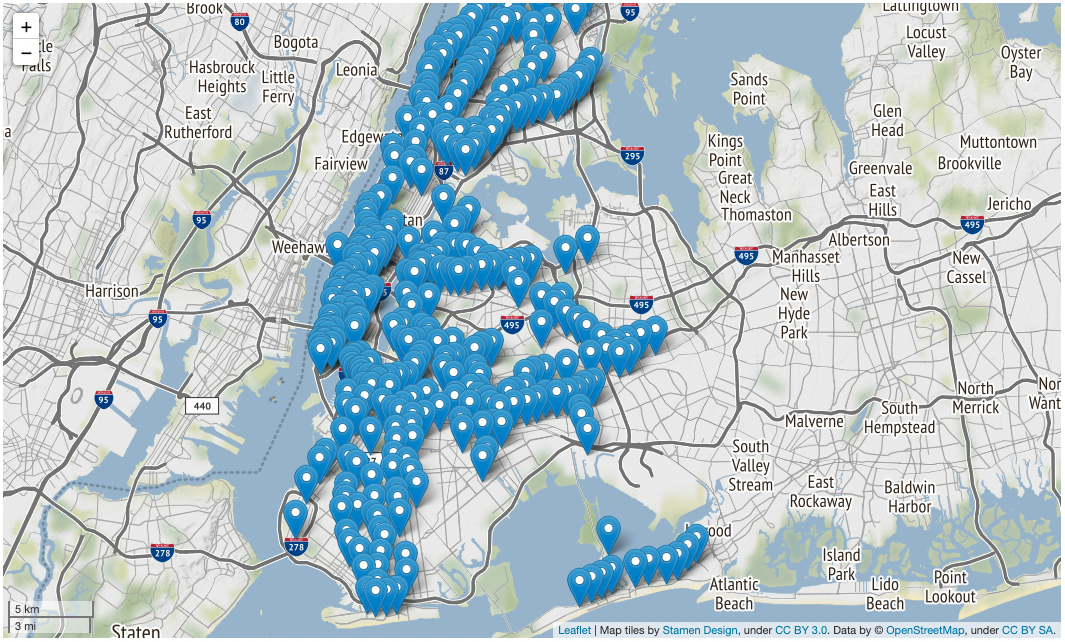 +
−
Brook
80
95
Lattingtown
Locust
Valley
Oyster
Bay
Bogota
Leonia
Falls
Hasbrouck
Heights
Little
Ferry
Sands
Point
East
Rutherford
Glen
Head
Edgew
Fairview
Kings
Point
Great
Neck
Thomaston
295
87
Muttontown
Brookville
Greenvale
East
Hills
Jericho
95
tan
495
495
Weehaw
Albertson
Manhasset
Hills
New
Cassel
Harrison
New
Hyde
Park
495
495
95
95
440
North
Merrick
South
Hempstead
Malverne
Nor
Want
South
Valley
Stream
East
Rockaway
Baldwin
Harbor
7
278
278
ood
Island
Park
Atlantic
Beach
Lido
Beach
Point
Lookout
5 km
3 mi
Staten
Leaflet | Map tiles by Stamen Design, under CC BY 3.0. Data by © OpenStreetMap, under CC BY SA.